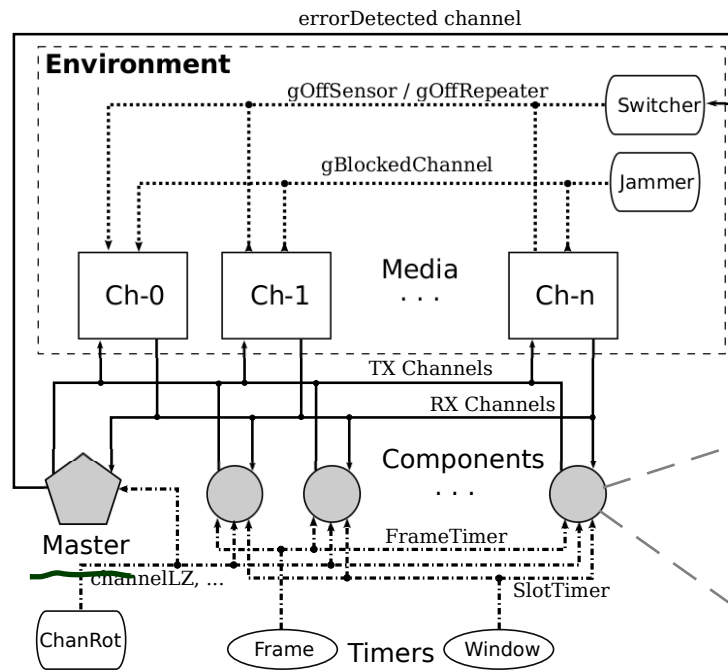 errorDetected channel
Environment
gOffSensor / gOffRepeater
Switcher
gBlockedChannel
Jammer
Media
Ch-0
Ch-1
. . .
Ch-n
TX Channels
RX Channels
Components
. . .
Master
FrameTimer
channelLZ, ...
SlotTimer
ChanRot
Frame
Timers
Window